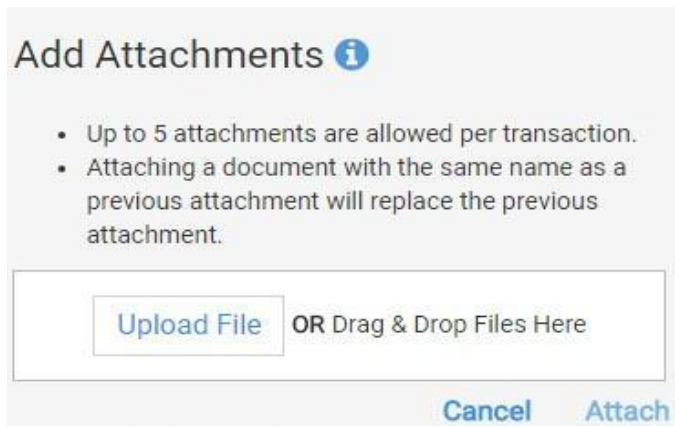 Add Attachments
• Up to 5 attachments are allowed per transaction.
• Attaching a document with the same name as a
previous attachment will replace the previous
attachment.
Upload File OR Drag & Drop Files Here
Cancel Attach